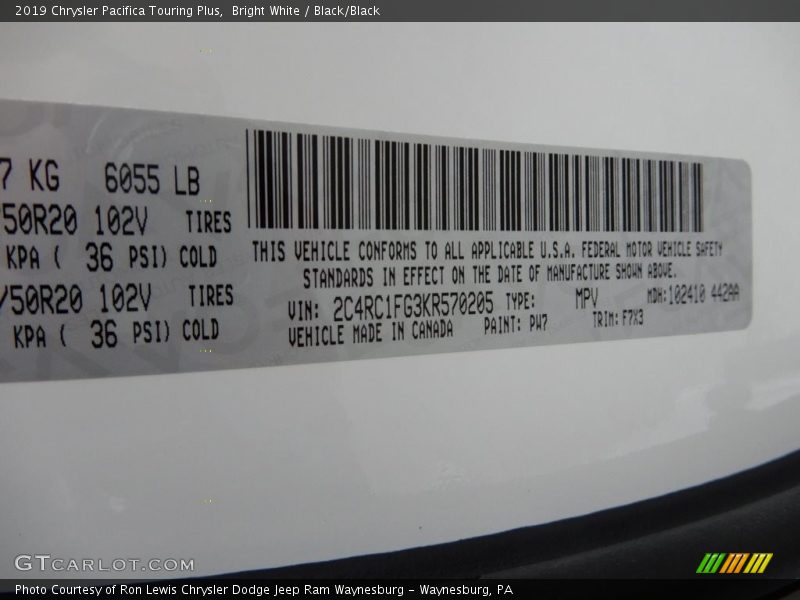 2019 Chrysler Pacifica Touring Plus, Bright White / Black/Black
7 KG 6055 LB
/50R20 102V TIRES
KPA ( 36 PSI) COLD
/50R20 102V TIRES
KPA ( 36 PSI) COLD
THIS VEHICLE CONFORMS TO ALL APPLICABLE U.S.A. FEDERAL MOTOR VEHICLE SAFETY
STANDARDS IN EFFECT ON THE DATE OF MANUFACTURE SHOWN ABOVE.
VIN: 2C4RC1FG3KR570205 TYPE: MPV MDH:102410 442AA
VEHICLE MADE IN CANADA PAINT: PW7 TRIM: F7X3
GTCARLOT.COM
Photo Courtesy of Ron Lewis Chrysler Dodge Jeep Ram Waynesburg - Waynesburg, PA